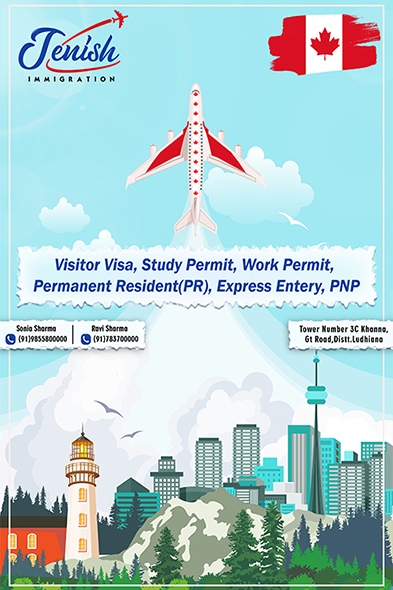 Jenish
IMMIGRATION
Visitor Visa, Study Permit, Work Permit,
Permanent Resident(PR), Express Entery, PNP
Sonia Sharma
(91)9855800000
Ravi Sharma
(91)783700000
Tower Number 3C Khanna,
Gt Road,Distt.Ludhiana